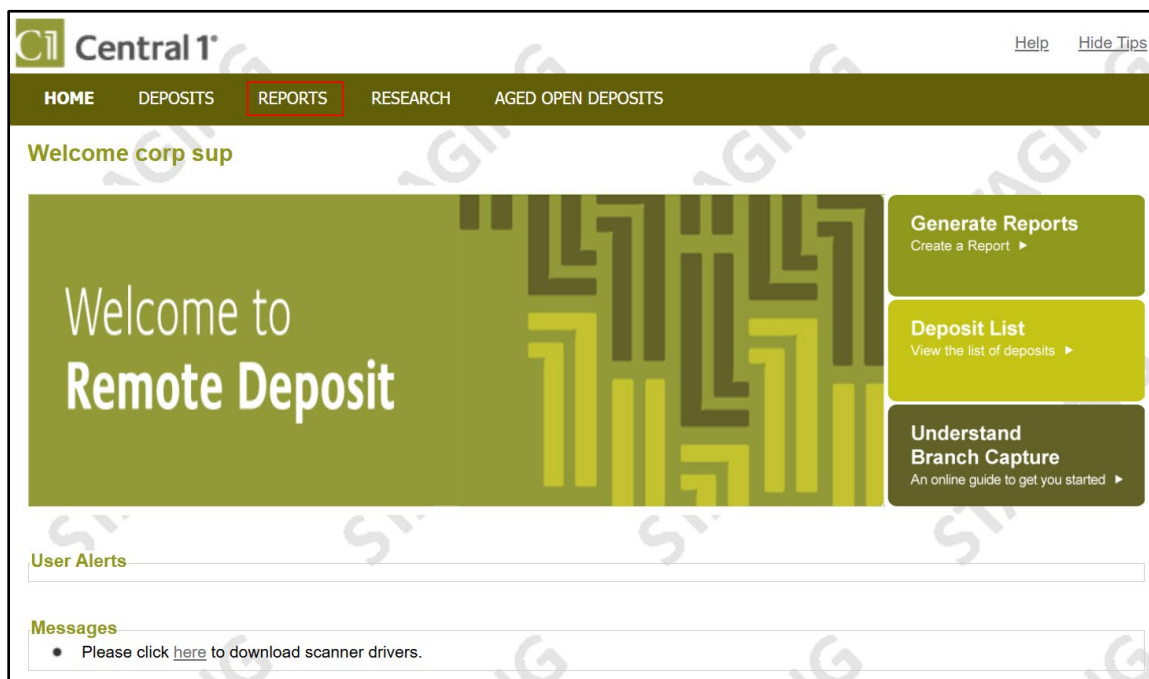 C1 Central 1®
Help Hide Tips
HOME DEPOSITS REPORTS RESEARCH AGED OPEN DEPOSITS
Welcome corp sup
Welcome to
Remote Deposit
Generate Reports
Create a Report ▶
Deposit List
View the list of deposits ▶
Understand
Branch Capture
An online guide to get you started ▶
User Alerts
Messages
● Please click here to download scanner drivers.
STAGING